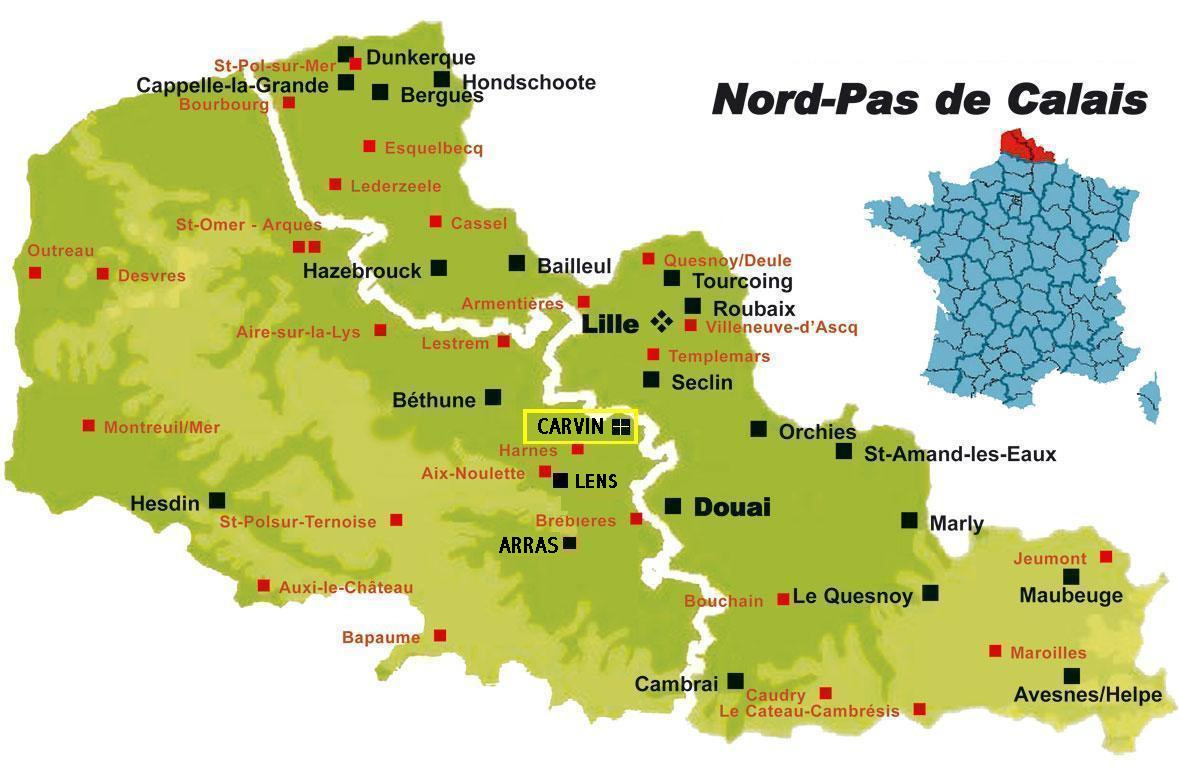 Dunkerque
St-Pol-sur-Mer
Cappelle-la-Grande
Hondschoote
Bergues
Bourbourg
Nord-Pas de Calais
Esquelbecq
Lederzeele
St-Omer - Arques
Cassel
Outreau
Desvres
Hazebrouck
Bailleul
Quesnoy/Deule
Tourcoing
Armentières
Roubaix
Lille
Villeneuve-d'Ascq
Aire-sur-la-Lys
Lestrem
Templemars
Seclin
Béthune
CARVIN
Montreuil/Mer
Orchies
Harnes
St-Amand-les-Eaux
Aix-Noulette
LENS
Hesdin
Douai
St-Polsur-Ternoise
Brebieres
Marly
ARRAS
Jeumont
Auxi-le-Château
Bouchain
Le Quesnoy
Maubeuge
Bapaume
Maroilles
Cambrai
Caudry
Avesnes/Helpe
Le Cateau-Cambrésis